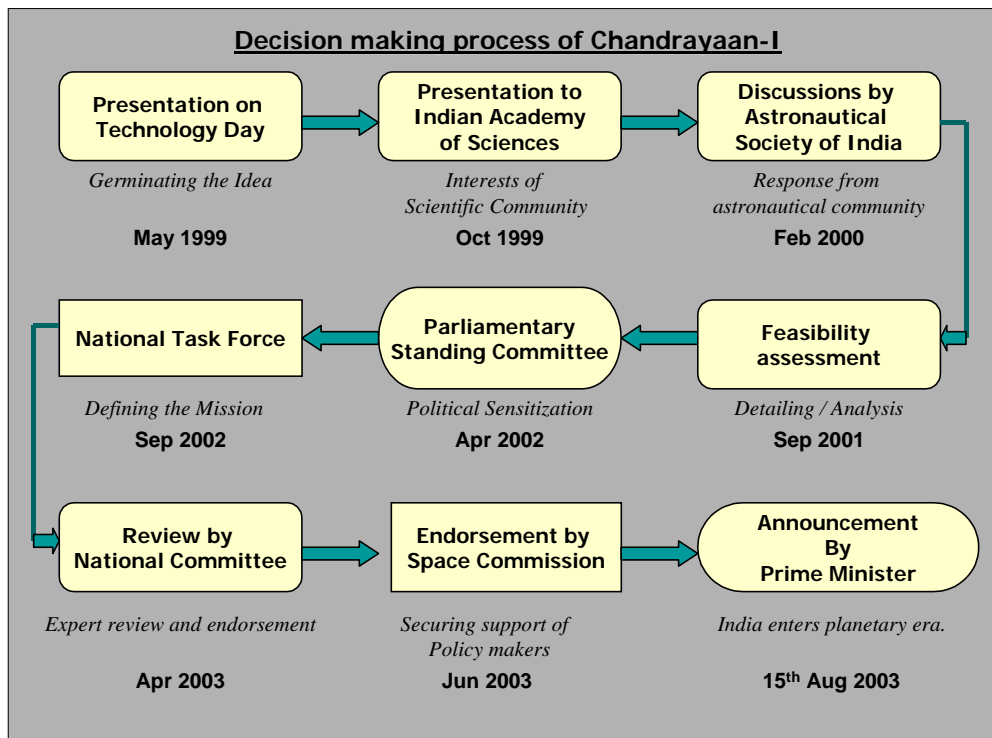 Decision making process of Chandrayaan-I
Presentation on
Technology Day
Germinating the Idea
May 1999
Presentation to
Indian Academy
of Sciences
Interests of
Scientific Community
Oct 1999
Discussions by
Astronautical
Society of India
Response from
astronautical community
Feb 2000
Feasibility
assessment
Detailing / Analysis
Sep 2001
Parliamentary
Standing Committee
Political Sensitization
Apr 2002
National Task Force
Defining the Mission
Sep 2002
Review by
National Committee
Expert review and endorsement
Apr 2003
Endorsement by
Space Commission
Securing support of
Policy makers
Jun 2003
Announcement
By
Prime Minister
India enters planetary era.
15th Aug 2003